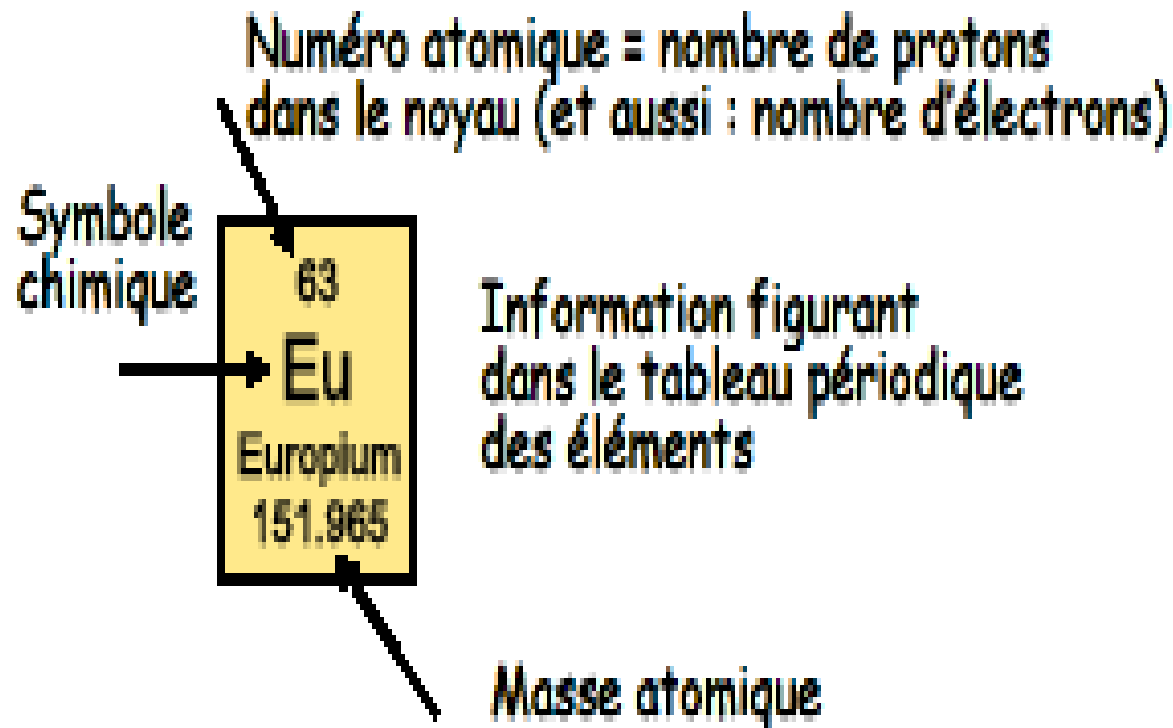 Numéro atomique = nombre de protons
dans le noyau (et aussi : nombre d'électrons)
Symbole
chimique
63
Eu
Europium
151.965
Information figurant
dans le tableau périodique
des éléments
Masse atomique